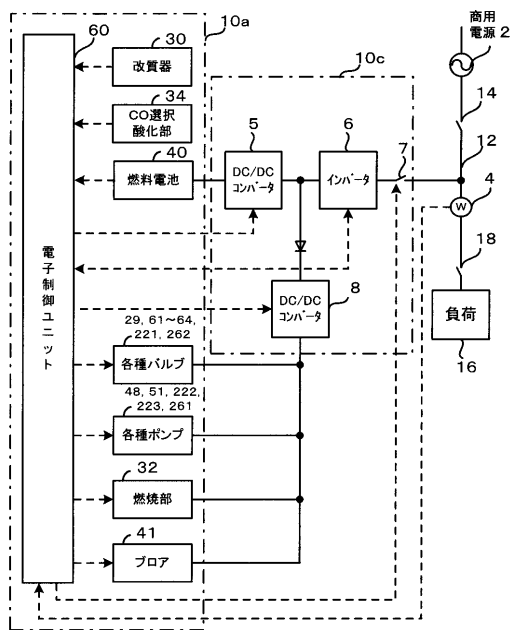 10a
60
30
改質器
34
CO選択
酸化部
40
燃料電池
電子制御ユニット
10c
5
DC/DC
コンバータ
6
インバータ
7
8
DC/DC
コンバータ
商用
電源 2
14
12
4
W
18
負荷
16
29, 61~64,
221, 262
各種バルブ
48, 51, 222,
223, 261
各種ポンプ
32
燃焼部
41
ブロア